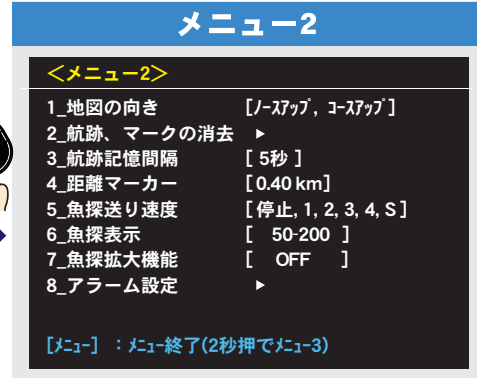 メニュー2
＜メニュー2＞
1_地図の向き [ﾉｰｽｱｯﾌﾟ, ｺｰｽｱｯﾌﾟ]
2_航跡、マークの消去 ▶
3_航跡記憶間隔 [ 5秒 ]
4_距離マーカー [0.40 km]
5_魚探送り速度 [停止, 1, 2, 3, 4, S]
6_魚探表示 [ 50-200 ]
7_魚探拡大機能 [ OFF ]
8_アラーム設定 ▶
[ﾒﾆｭｰ] ：ﾒﾆｭｰ終了(2秒押でﾒﾆｭｰ3)